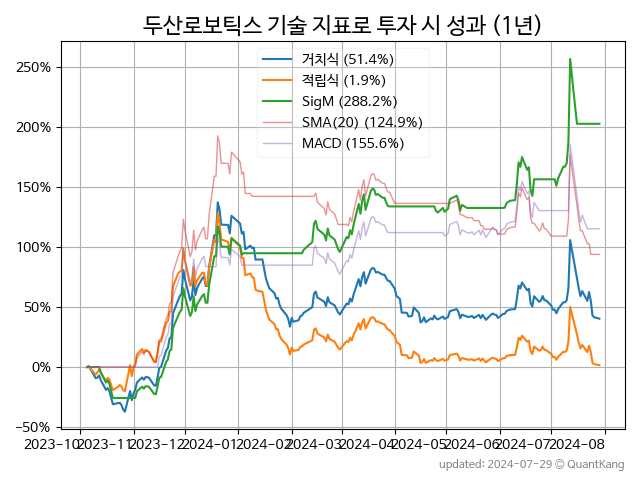 두산로보틱스 기술 지표로 투자 시 성과 (1년)
거치식 (51.4%)
적립식 (1.9%)
SigM (288.2%)
SMA(20) (124.9%)
MACD (155.6%)
250%
200%
150%
100%
50%
0%
−50%
2023-10 2023-11 2023-12 2024-01 2024-02 2024-03 2024-04 2024-05 2024-06 2024-07 2024-08
updated: 2024-07-29 © QuantKang